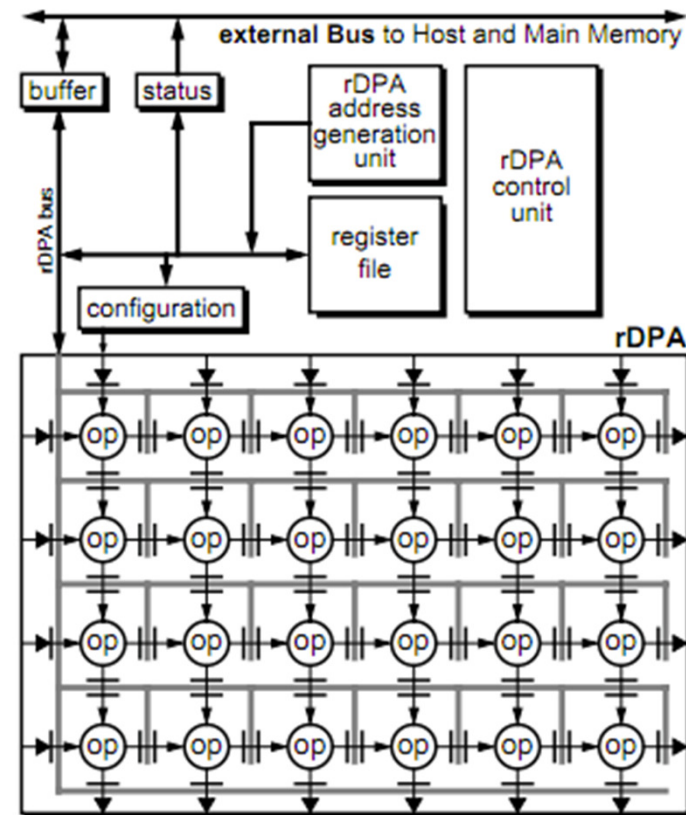 external Bus to Host and Main Memory
buffer
status
rDPA
address
generation
unit
rDPA
control
unit
rDPA bus
register
file
configuration
rDPA
op op op op op op
op op op op op op
op op op op op op
op op op op op op